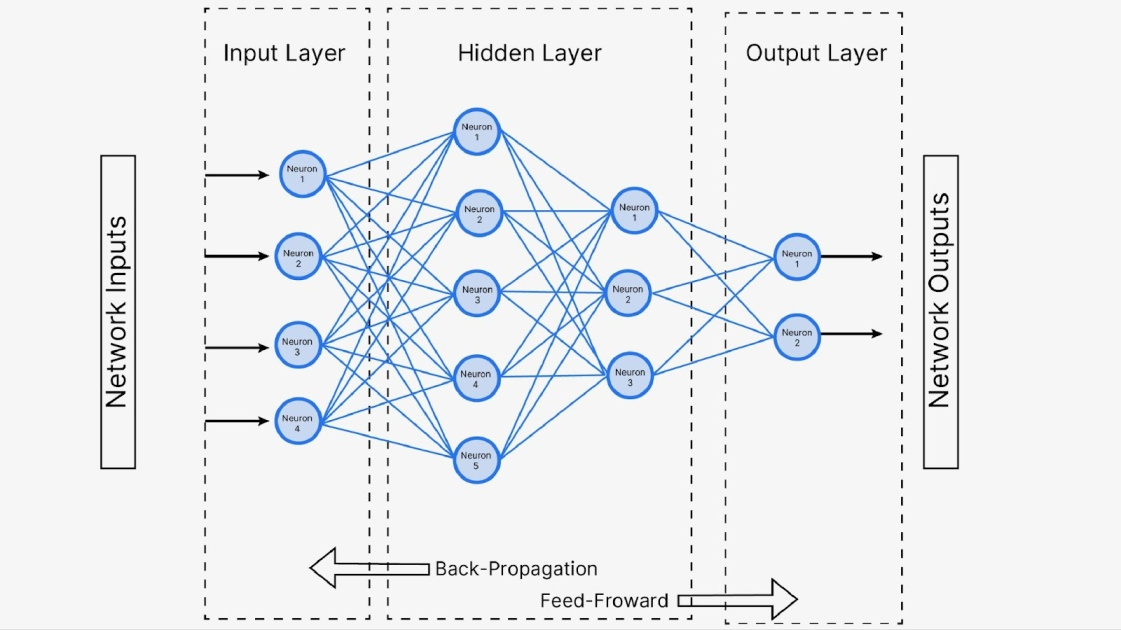 Input Layer
Hidden Layer
Output Layer
Network Inputs
Neuron
1
Neuron
2
Neuron
3
Neuron
4
Neuron
1
Neuron
2
Neuron
3
Neuron
4
Neuron
5
Neuron
1
Neuron
2
Neuron
3
Neuron
1
Neuron
2
Network Outputs
Back-Propagation
Feed-Froward